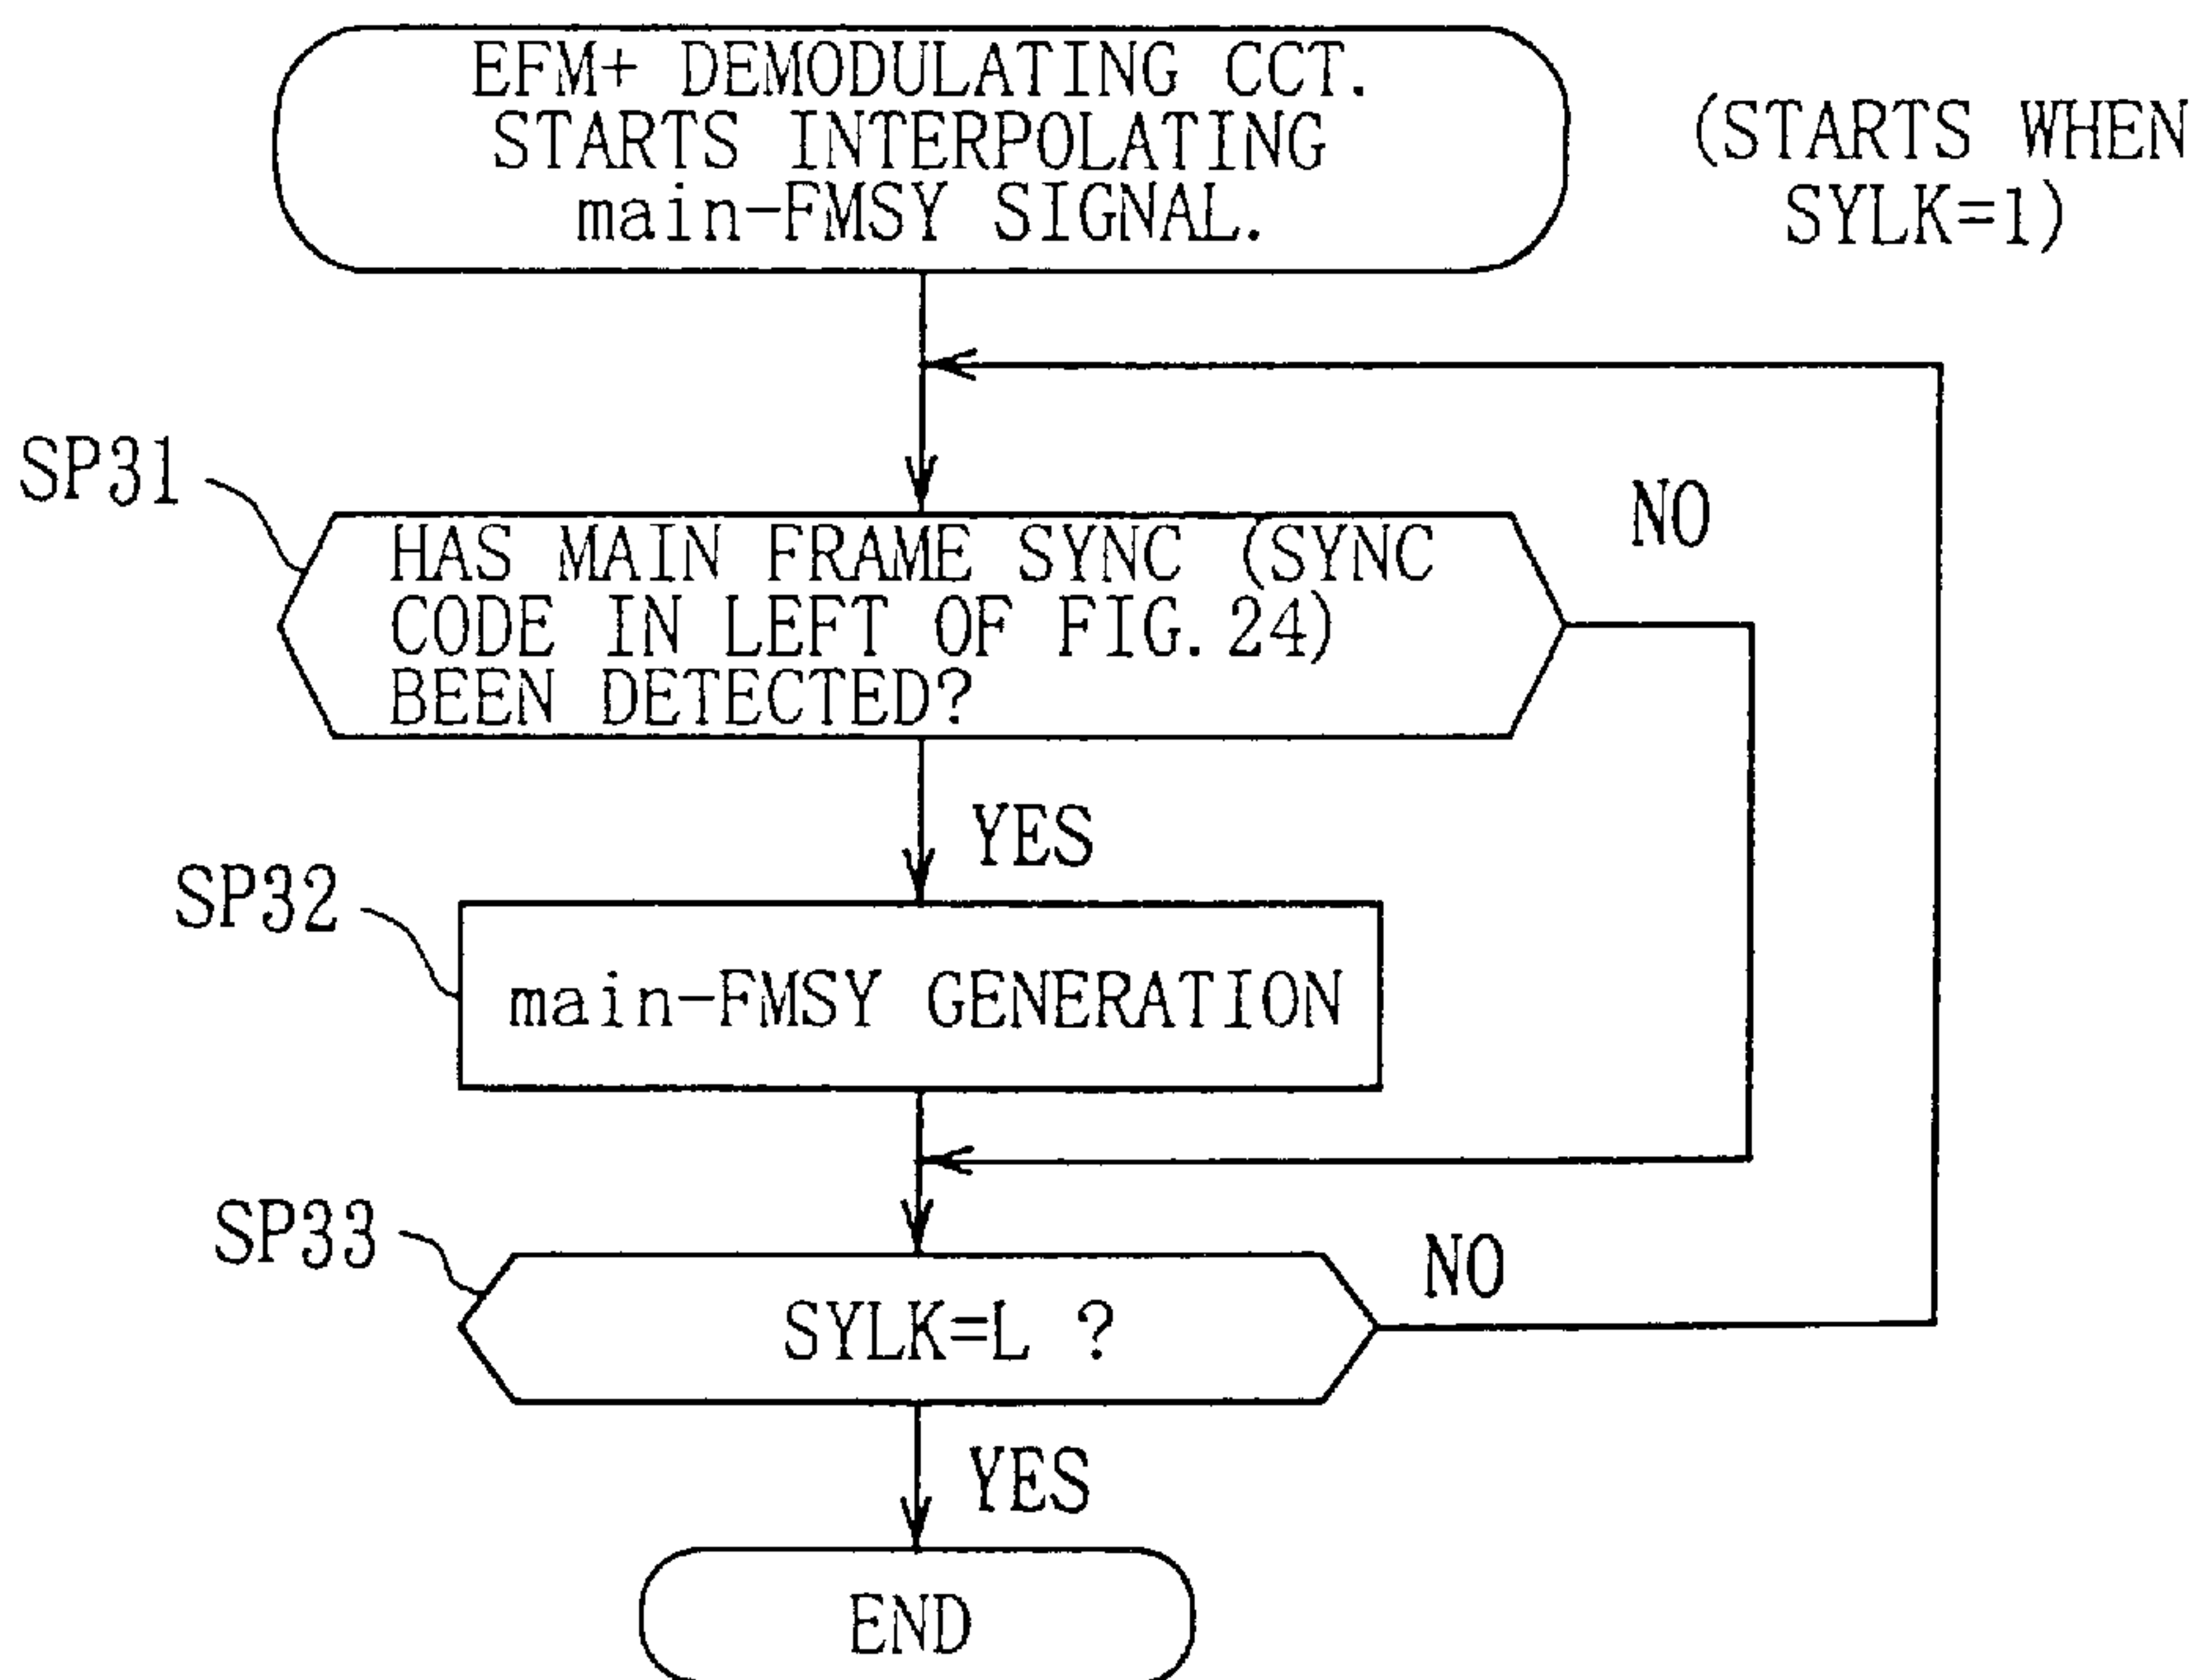 EFM+ DEMODULATING CCT.
STARTS INTERPOLATING
main-FMSY SIGNAL.
(STARTS WHEN
SYLK=1)
SP31
HAS MAIN FRAME SYNC (SYNC
CODE IN LEFT OF FIG.24)
BEEN DETECTED?
NO
YES
SP32
main-FMSY GENERATION
SP33
SYLK=L ?
NO
YES
END